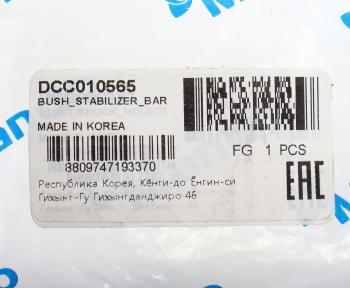 DCC010565
BUSH_STABILIZER_BAR
MADE IN KOREA
8809747193370
FG 1 PCS
EAC
Республика Корея, Кёнги-до Ёнгин-си
Гихынг-Гу Гихынгданджиро 46